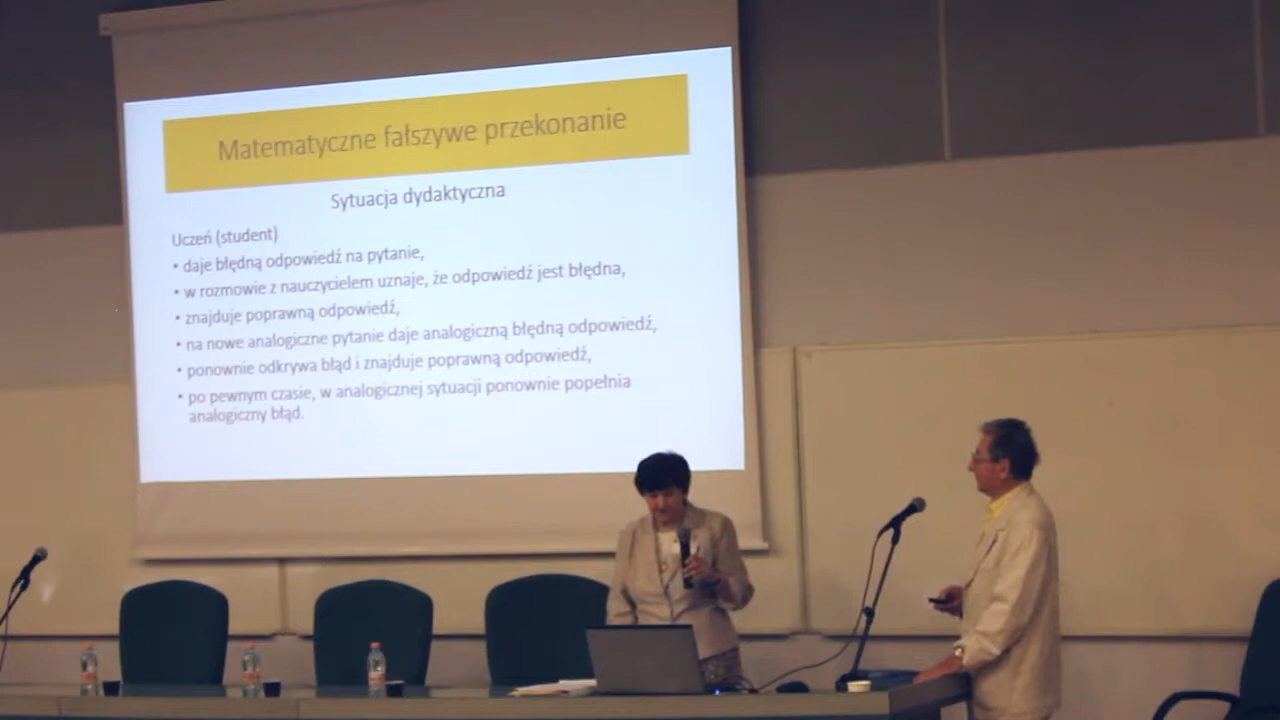 Matematyczne fałszywe przekonanie
Sytuacja dydaktyczna
Uczeń (student)
• daje błędną odpowiedź na pytanie,
• w rozmowie z nauczycielem uznaje, że odpowiedź jest błędna,
• znajduje poprawną odpowiedź,
• na nowe analogiczne pytanie daje analogiczną błędną odpowiedź,
• ponownie odkrywa błąd i znajduje poprawną odpowiedź,
• po pewnym czasie, w analogicznej sytuacji ponownie popełnia
analogiczny błąd.